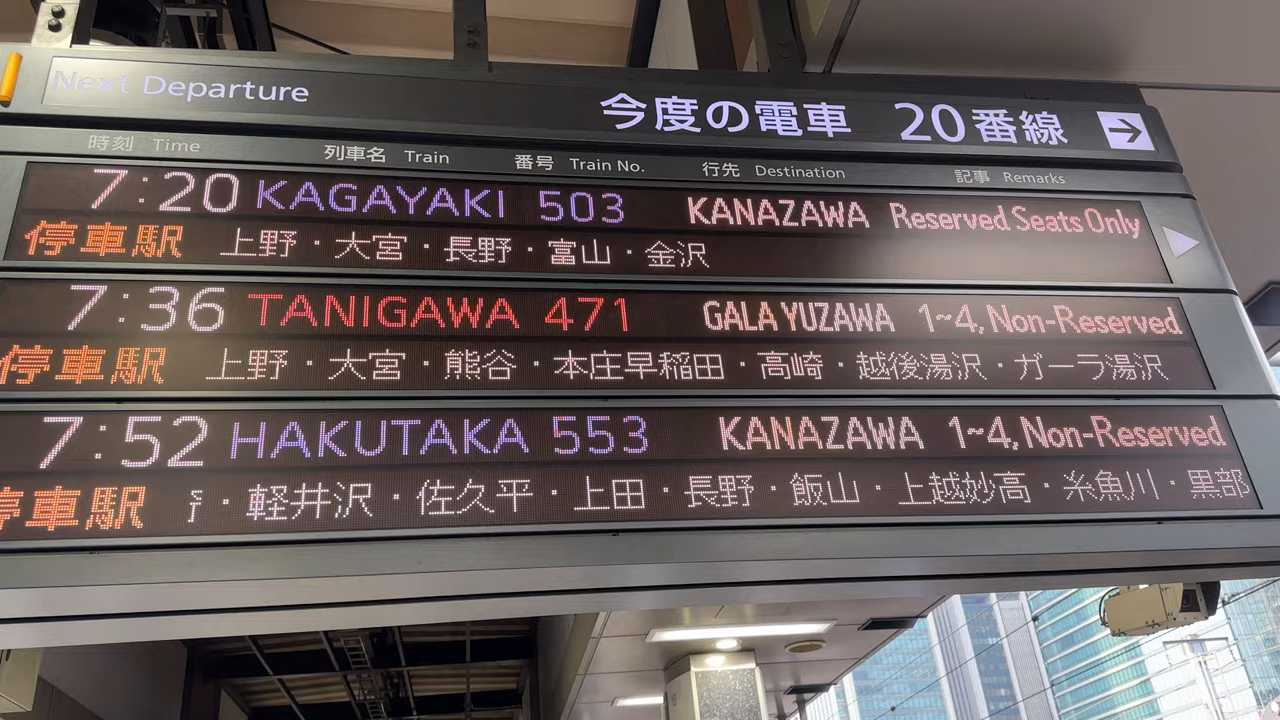 Next Departure 今度の電車 20番線
時刻 Time 列車名 Train 番号 Train No. 行先 Destination 記事 Remarks
7:20 KAGAYAKI 503 KANAZAWA Reserved Seats Only
停車駅 上野・大宮・長野・富山・金沢
7:36 TANIGAWA 471 GALA YUZAWA 1~4, Non-Reserved
停車駅 上野・大宮・熊谷・本庄早稲田・高崎・越後湯沢・ガーラ湯沢
7:52 HAKUTAKA 553 KANAZAWA 1~4, Non-Reserved
停車駅 ・軽井沢・佐久平・上田・長野・飯山・上越妙高・糸魚川・黒部